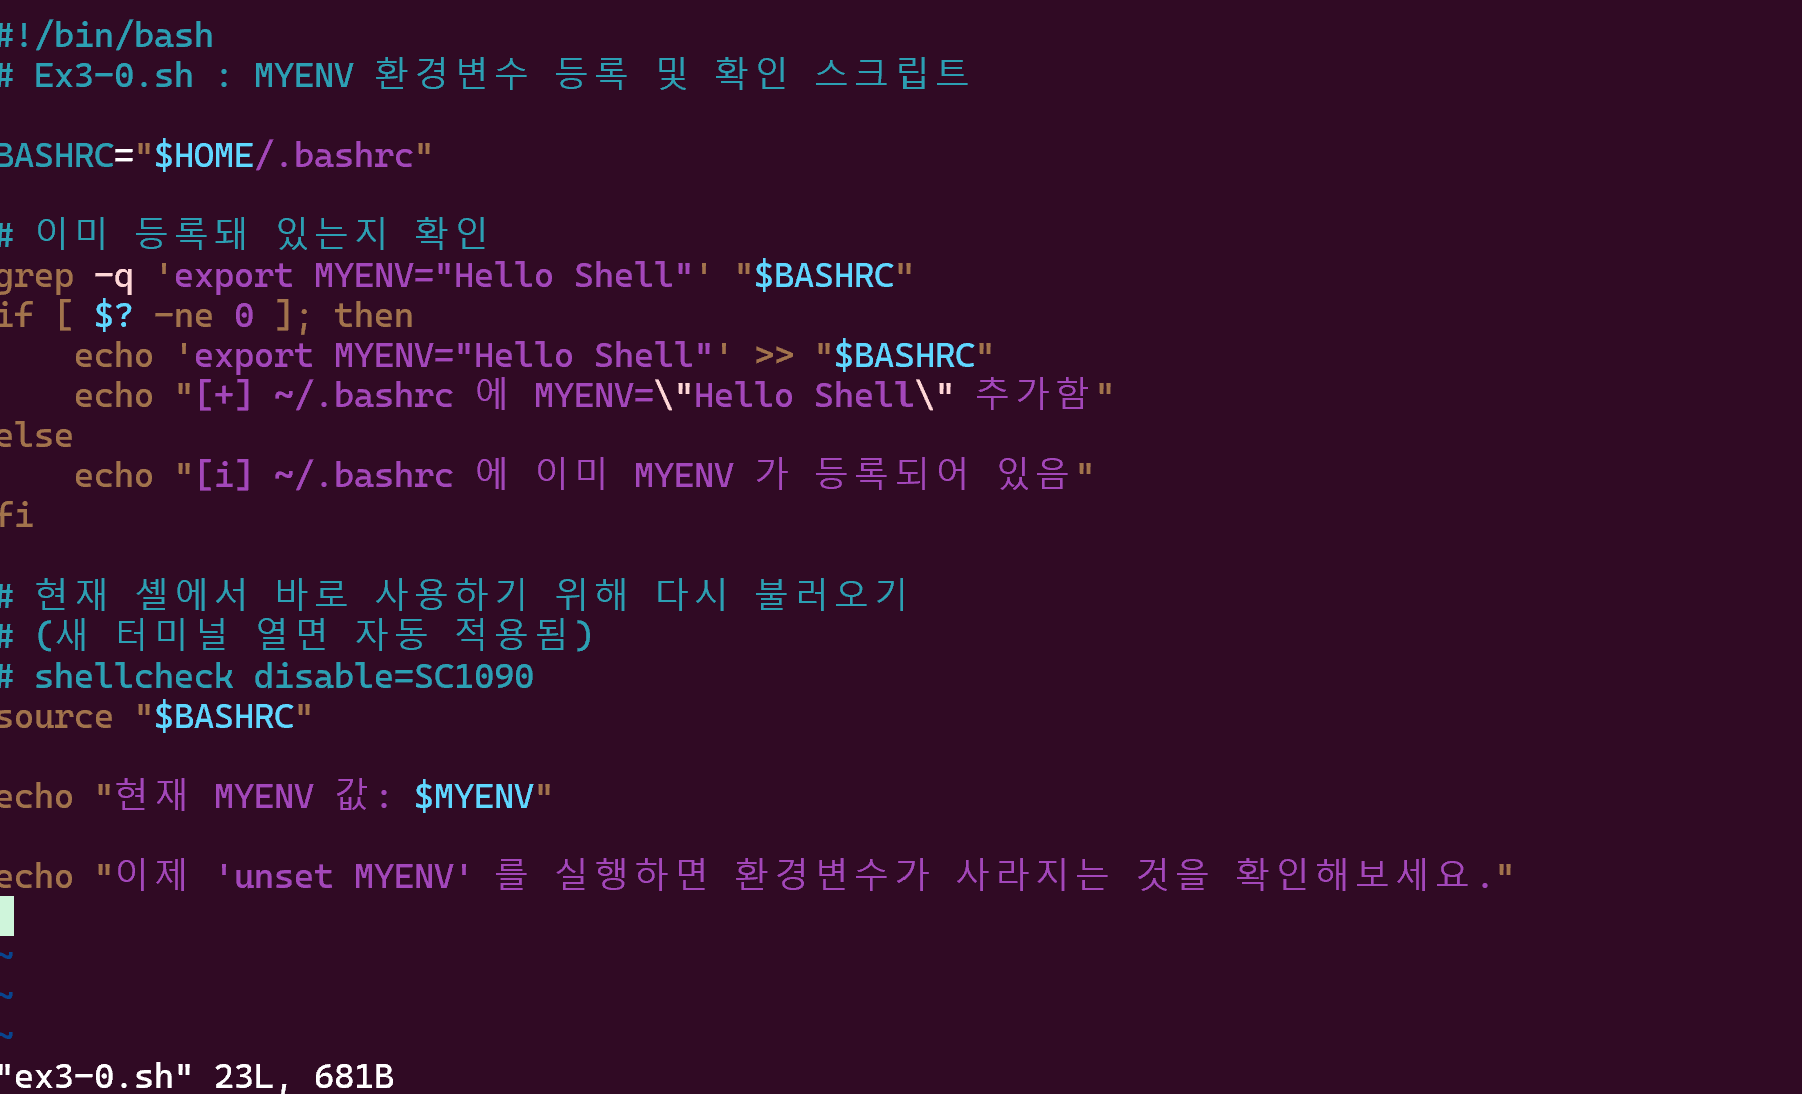 #!/bin/bash
# Ex3-0.sh : MYENV 환경변수 등록 및 확인 스크립트
BASHRC="$HOME/.bashrc"
# 이미 등록돼 있는지 확인
grep -q 'export MYENV="Hello Shell"' "$BASHRC"
if [ $? -ne 0 ]; then
    echo 'export MYENV="Hello Shell"' >> "$BASHRC"
    echo "[+] ~/.bashrc 에 MYENV=\"Hello Shell\" 추가함"
else
    echo "[i] ~/.bashrc 에 이미 MYENV 가 등록되어 있음"
fi
# 현재 셸에서 바로 사용하기 위해 다시 불러오기
# (새 터미널 열면 자동 적용됨)
# shellcheck disable=SC1090
source "$BASHRC"
echo "현재 MYENV 값: $MYENV"
echo "이제 'unset MYENV' 를 실행하면 환경변수가 사라지는 것을 확인해보세요."
~
~
~
"ex3-0.sh" 23L, 681B